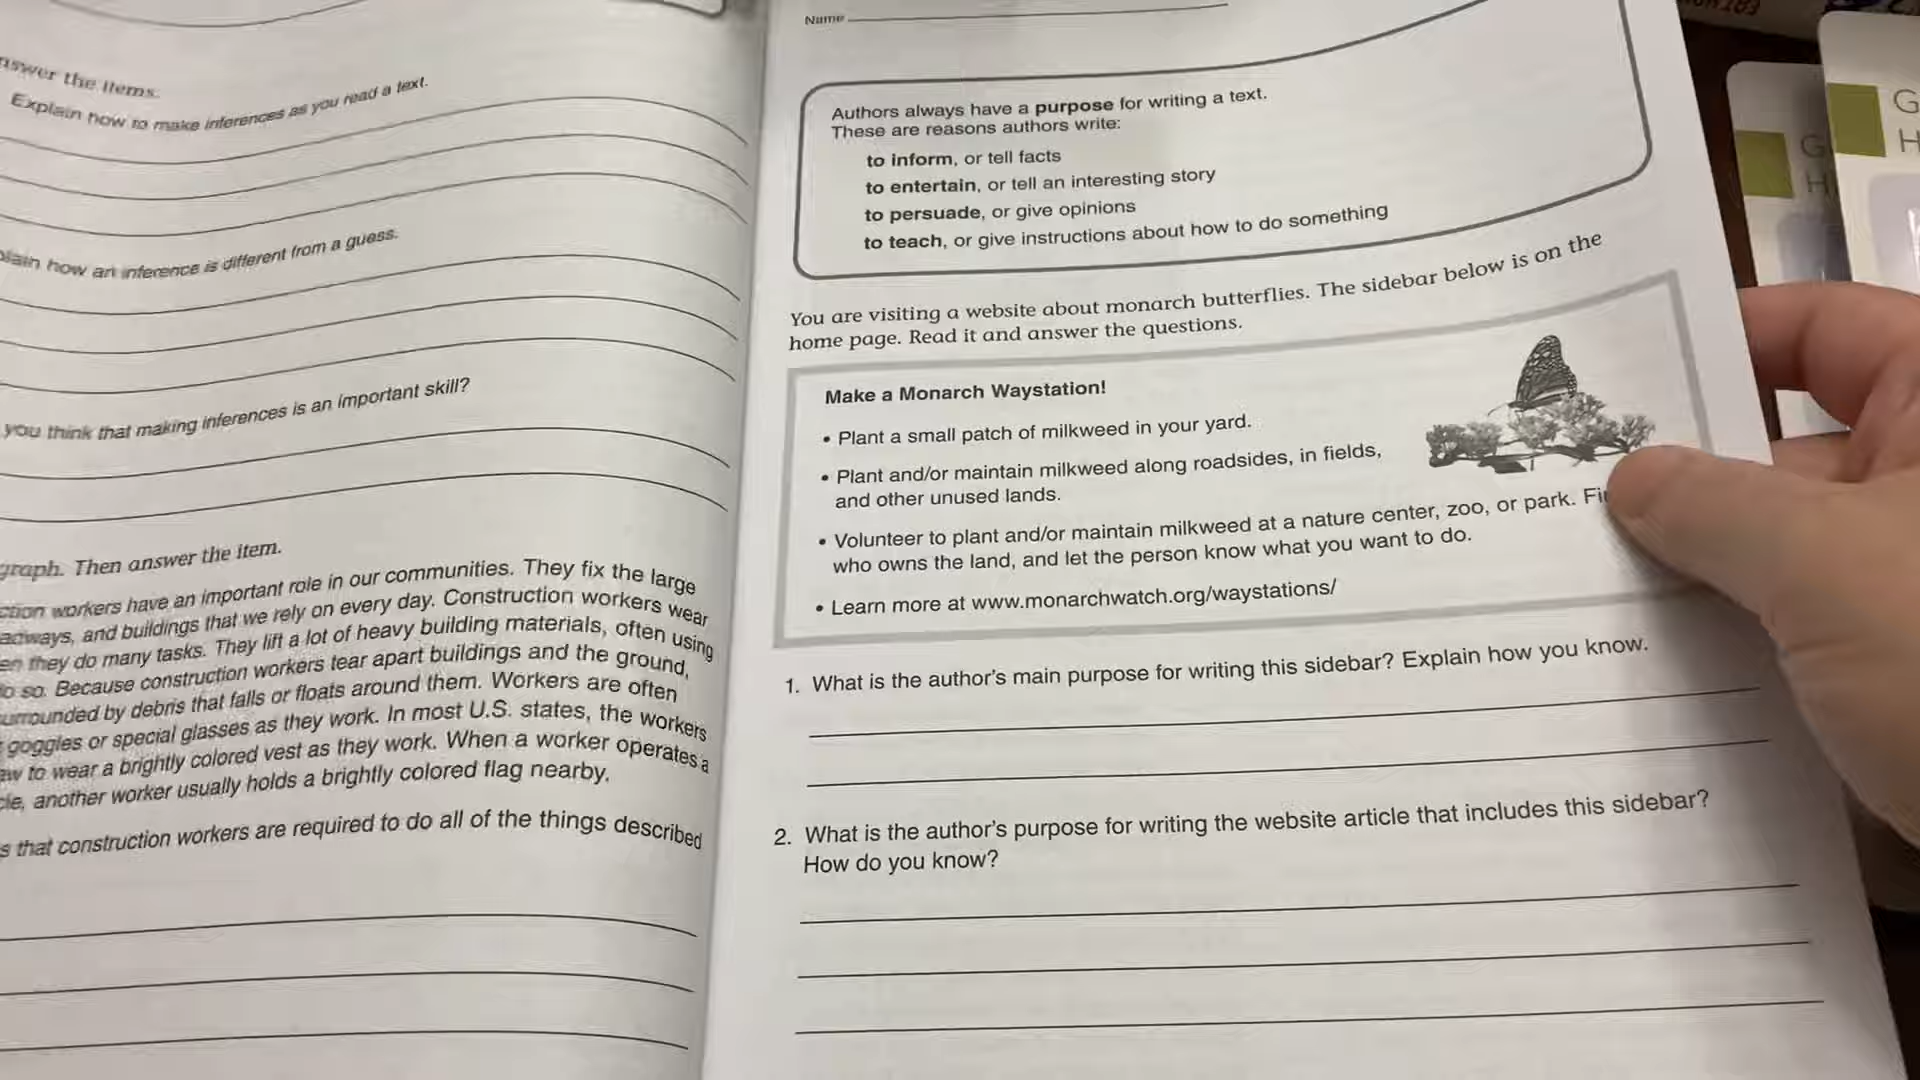 answer the items.
Explain how to make inferences as you read a text.
how an inference is different from a guess.
you think that making inferences is an important skill?
Then answer the item.
workers have an important role in our communities. They fix the large
and buildings that we rely on every day. Construction workers wear
they do many tasks. They lift a lot of heavy building materials, often using
so. Because construction workers tear apart buildings and the ground,
surrounded by debris that falls or floats around them. Workers are often
goggles or special glasses as they work. In most U.S. states, the workers
to wear a brightly colored vest as they work. When a worker operates a
another worker usually holds a brightly colored flag nearby.
that construction workers are required to do all of the things described
Name
Authors always have a purpose for writing a text.
These are reasons authors write:
to inform, or tell facts
to entertain, or tell an interesting story
to persuade, or give opinions
to teach, or give instructions about how to do something
You are visiting a website about monarch butterflies. The sidebar below is on the
home page. Read it and answer the questions.
Make a Monarch Waystation!
• Plant a small patch of milkweed in your yard.
• Plant and/or maintain milkweed along roadsides, in fields,
and other unused lands.
• Volunteer to plant and/or maintain milkweed at a nature center, zoo, or park.
who owns the land, and let the person know what you want to do.
• Learn more at www.monarchwatch.org/waystations/
1. What is the author's main purpose for writing this sidebar? Explain how you know.
2. What is the author's purpose for writing the website article that includes this sidebar?
How do you know?
G
H
G
H